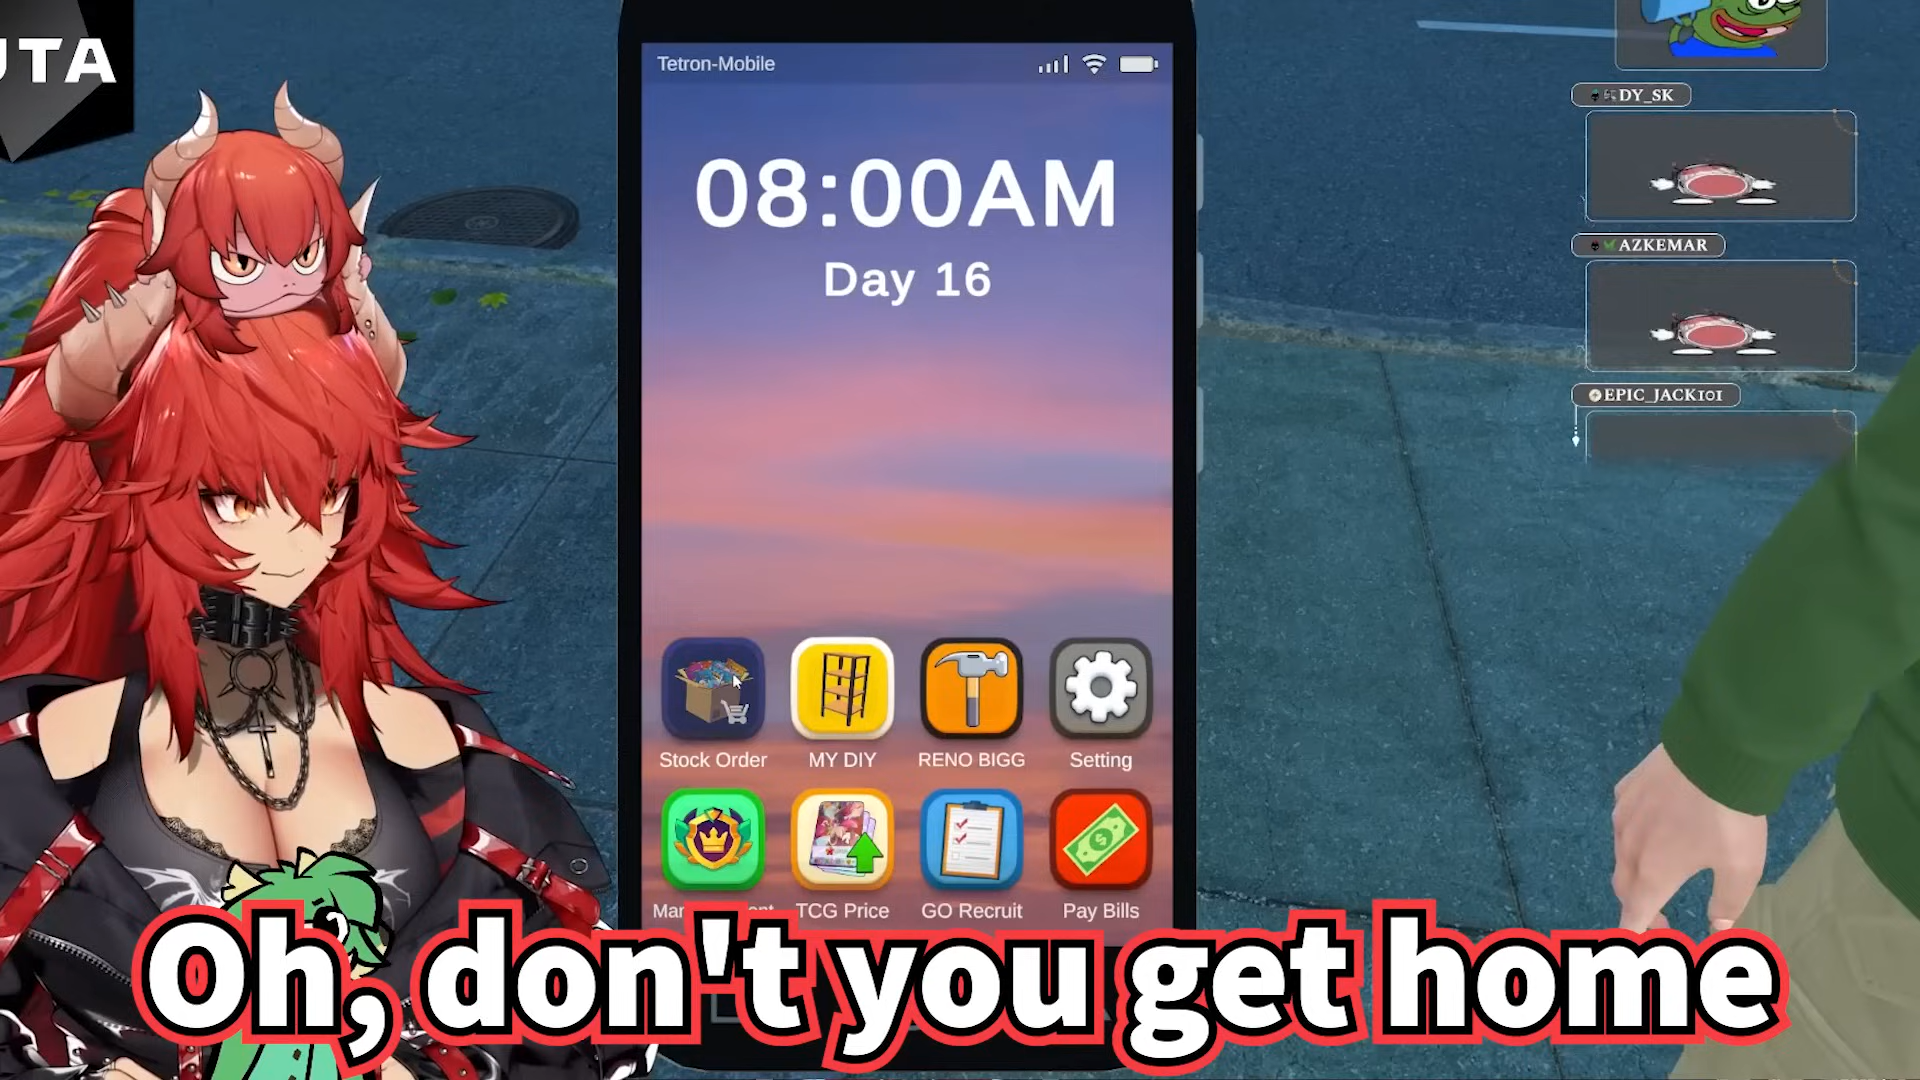 UTA
Tetron-Mobile
08:00AM
Day 16
DY_SK
AZKEMAR
EPIC_JACK101
Stock Order
MY DIY
RENO BIGG
Setting
TCG Price
GO Recruit
Pay Bills
Oh, don't you get home